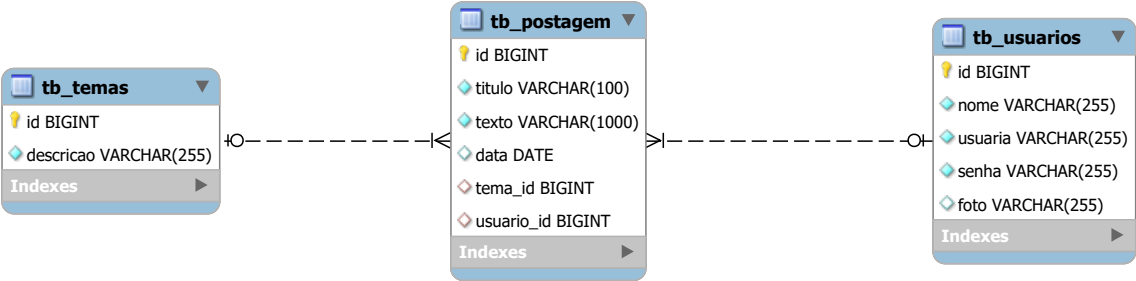 tb_temas
id BIGINT
descricao VARCHAR(255)
Indexes
tb_postagem
id BIGINT
titulo VARCHAR(100)
texto VARCHAR(1000)
data DATE
tema_id BIGINT
usuario_id BIGINT
Indexes
tb_usuarios
id BIGINT
nome VARCHAR(255)
usuaria VARCHAR(255)
senha VARCHAR(255)
foto VARCHAR(255)
Indexes